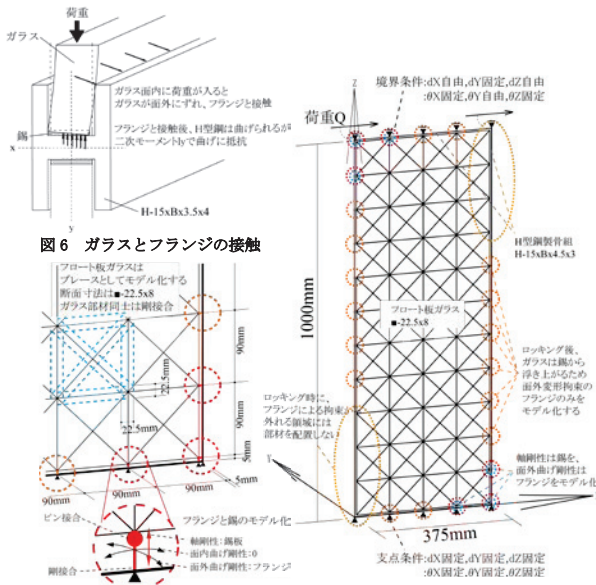 荷重
ガラス
ガラス面内に荷重が入ると
ガラスが面外にずれ、フランジと接触
錫
フランジと接触後、H型鋼は曲げられるが
二次モーメントIyで曲げに抵抗
x
y
H-15xBx3.5x4
図6 ガラスとフランジの接触
フロート板ガラスは
ブレースとしてモデル化する
断面寸法は■-22.5x8
ガラス部材同士は剛接合
22.5mm
22.5mm
90mm
90mm
5mm
90mm
90mm
90mm
5mm
ピン接合
剛接合
フランジと錫のモデル化
軸剛性：錫板
面内曲げ剛性：0
面外曲げ剛性：フランジ
境界条件：dX自由、dY固定、dZ自由
：θX固定、θY自由、θZ固定
荷重Q
Z
1000mm
H型鋼製骨組
H-15xBx4.5x3
フロート板ガラス
■-22.5x8
ロッキング後、
ガラスは錫から
浮き上がるため
面外変形拘束の
フランジのみを
モデル化する
ロッキング時に、
フランジによる拘束が
外れる領域には
部材を配置しない
Y
軸剛性は錫を、
面外曲げ剛性は
フランジをモデル化
375mm
支点条件：dX固定、dY固定、dZ固定
：θX固定、θY固定、θZ固定